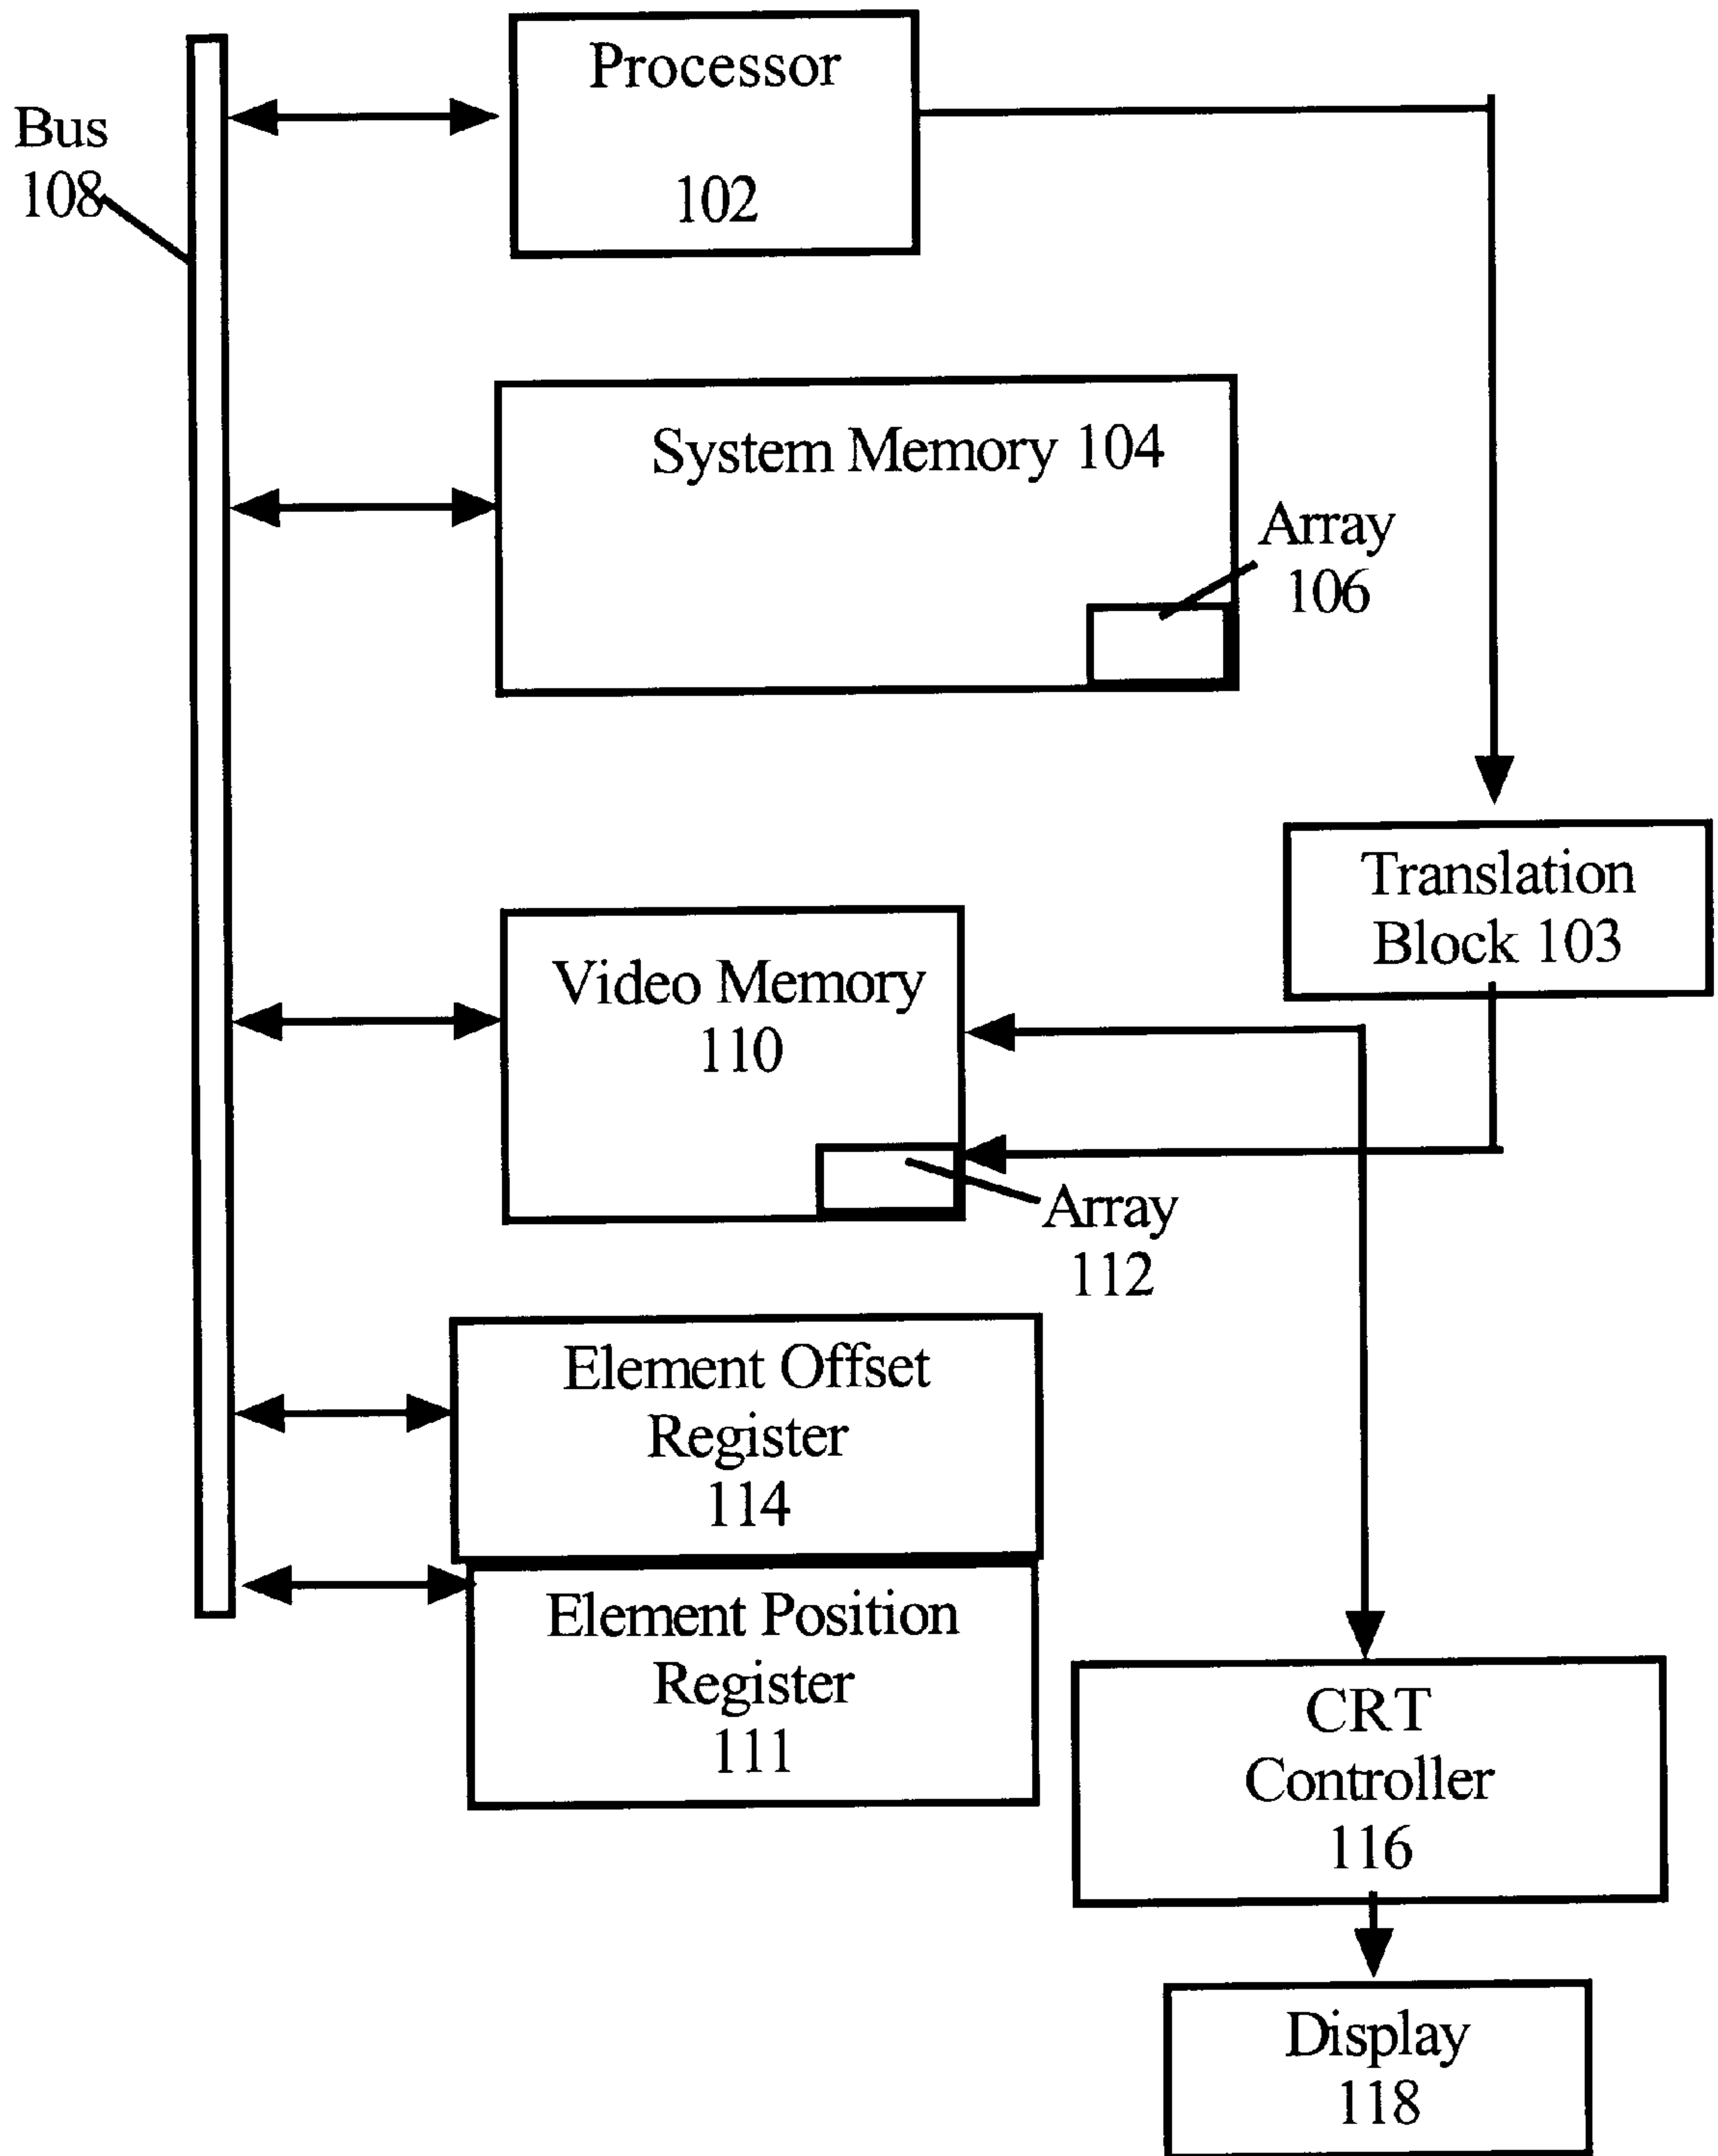 Processor
102
Bus
108
System Memory 104
Array
106
Translation
Block 103
Video Memory
110
Array
112
Element Offset
Register
114
Element Position
Register
111
CRT
Controller
116
Display
118